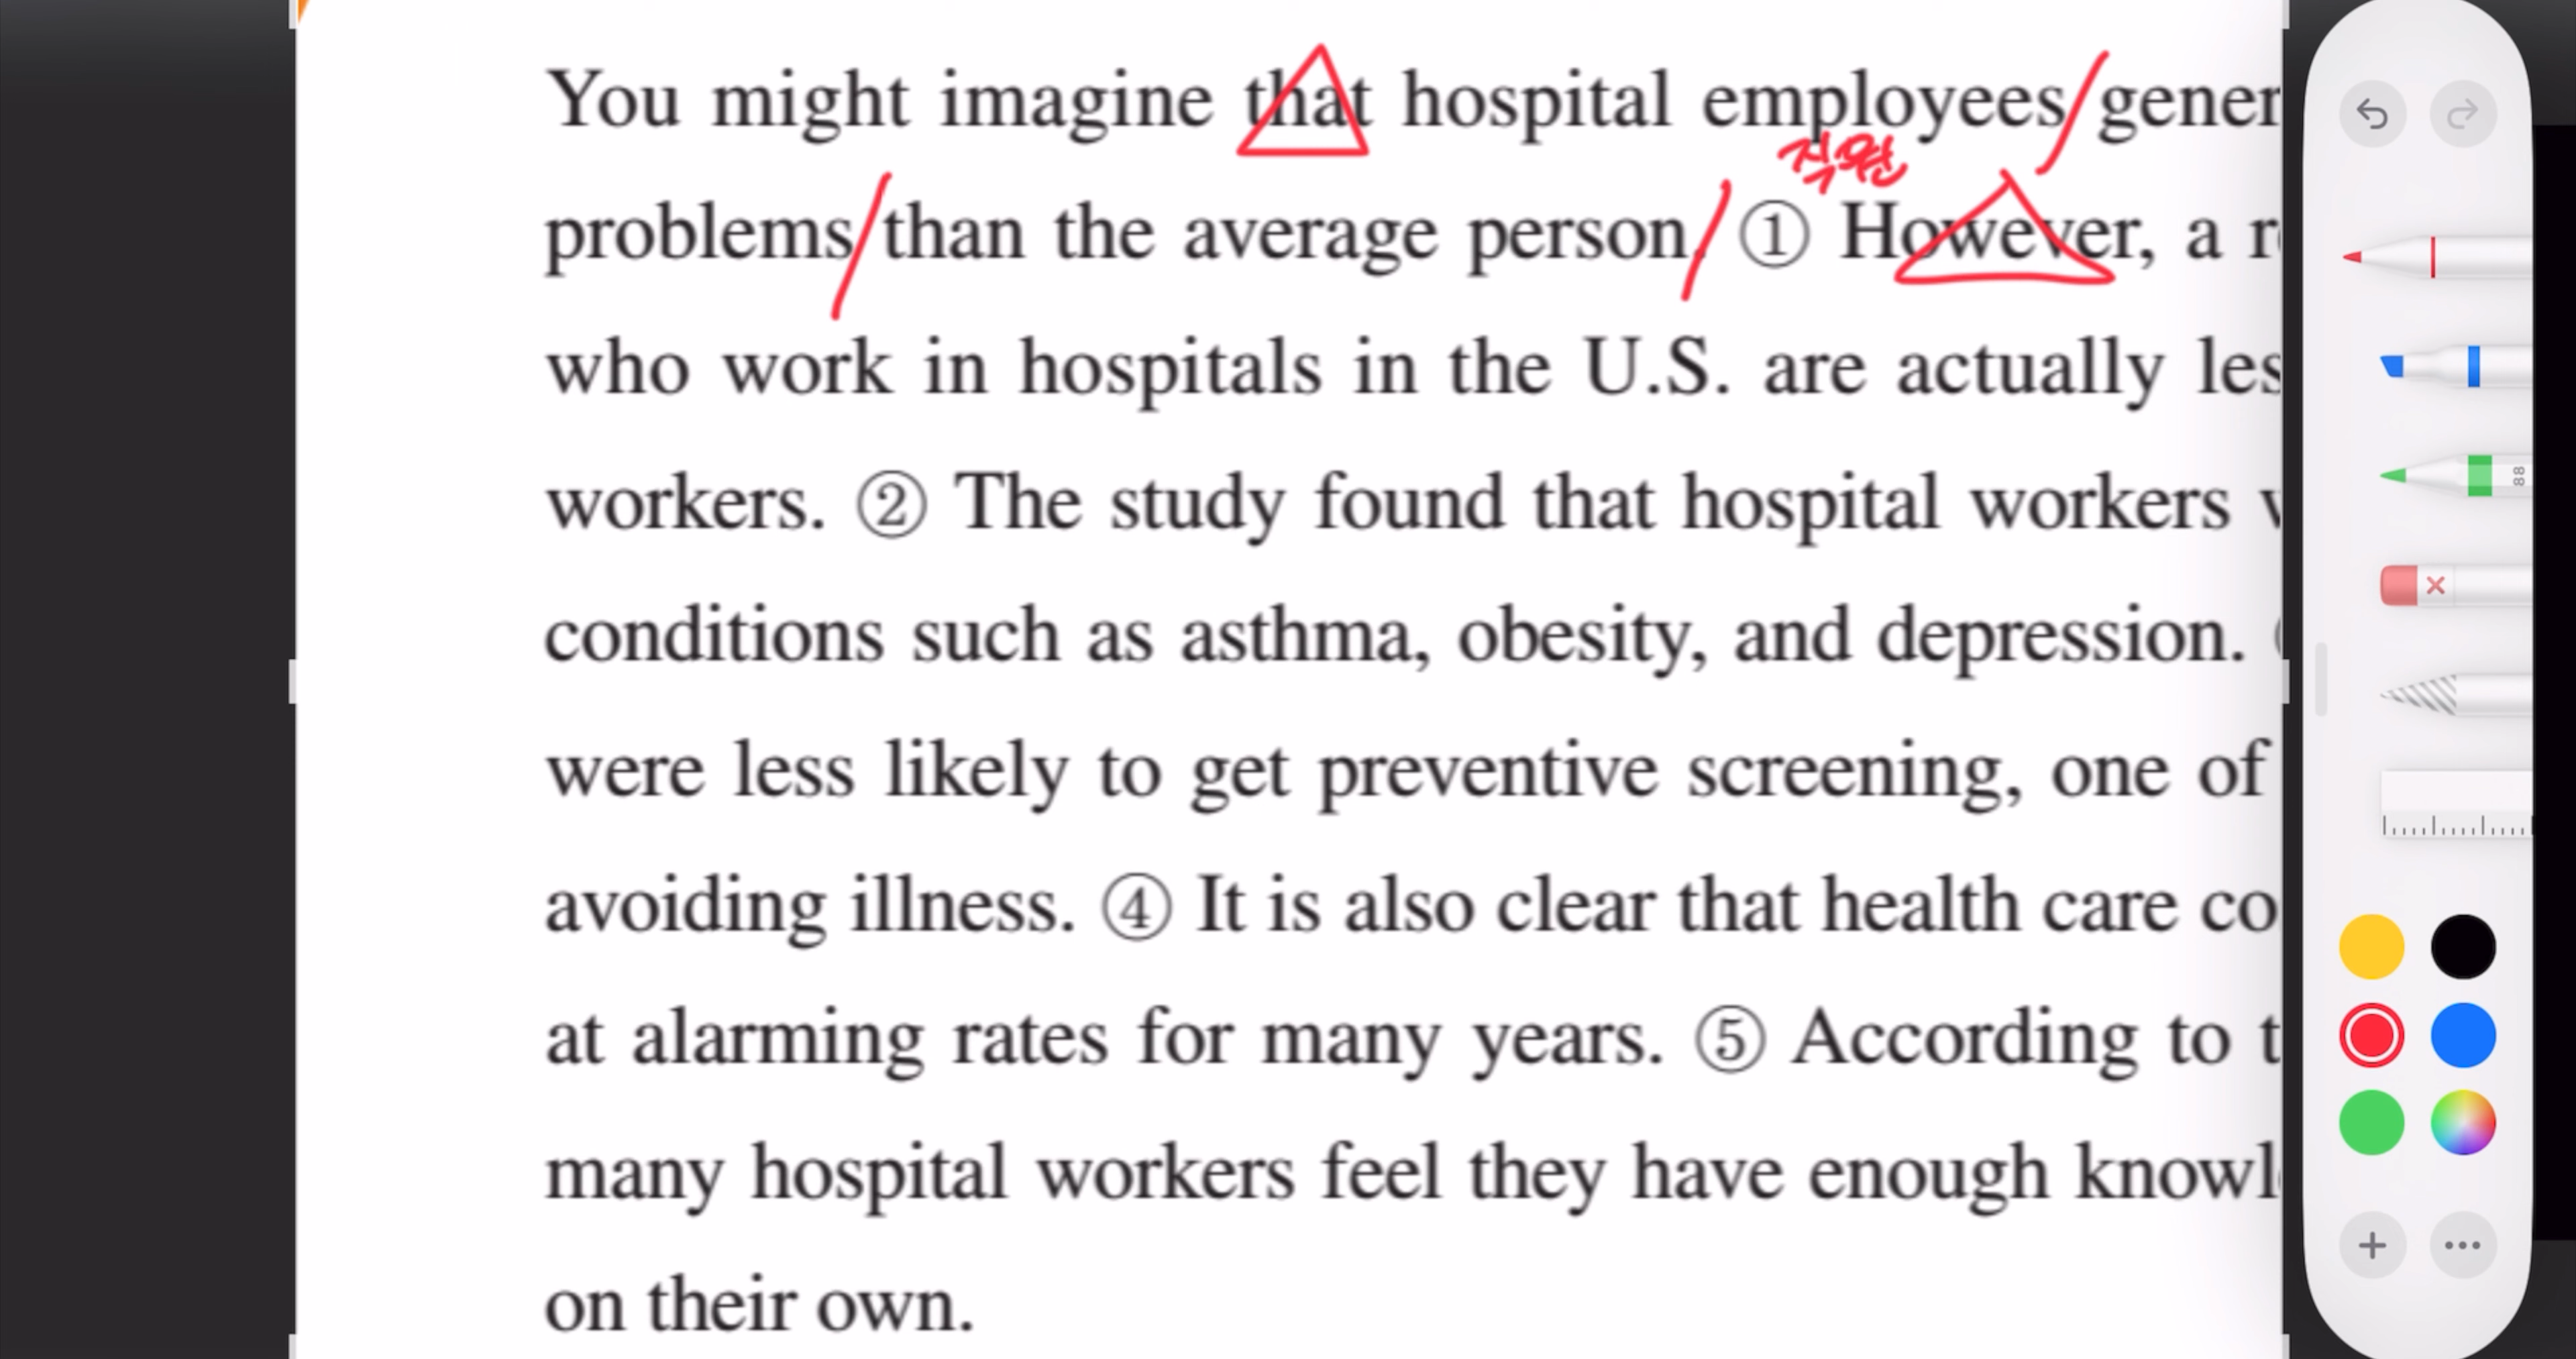 You might imagine that hospital employees gener
직원
problems than the average person. ① However, a r
who work in hospitals in the U.S. are actually les
workers. ② The study found that hospital workers w
conditions such as asthma, obesity, and depression.
were less likely to get preventive screening, one of
avoiding illness. ④ It is also clear that health care co
at alarming rates for many years. ⑤ According to t
many hospital workers feel they have enough knowl
on their own.
88